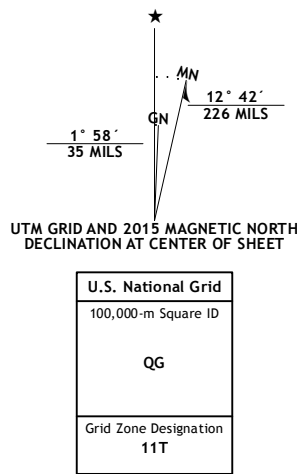 ★
MN
GN
12° 42´
226 MILS
1° 58´
35 MILS
UTM GRID AND 2015 MAGNETIC NORTH
DECLINATION AT CENTER OF SHEET
U.S. National Grid
100,000-m Square ID
QG
Grid Zone Designation
11T